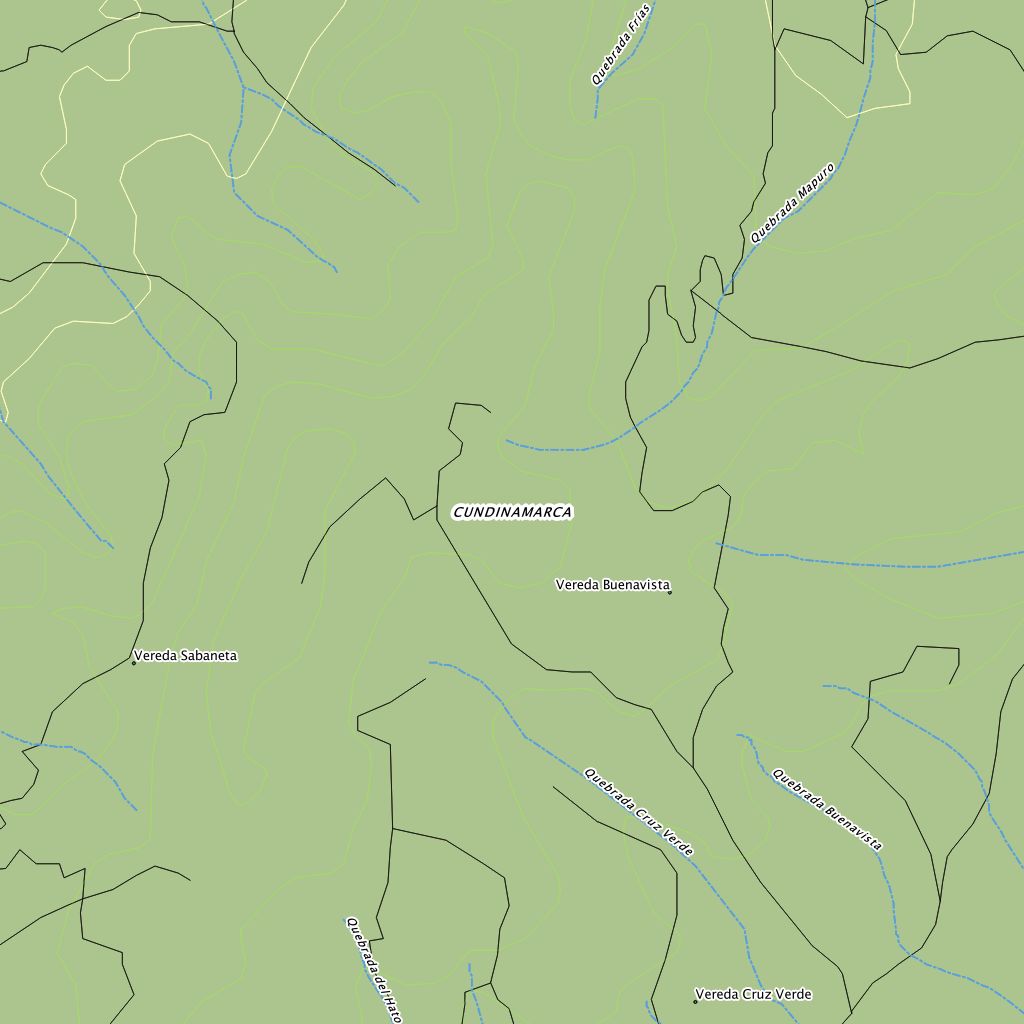 Quebrada Frías
Quebrada Mapuro
CUNDINAMARCA
Vereda Buenavista
Vereda Sabaneta
Quebrada Cruz Verde
Quebrada Buenavista
Quebrada del Hato
Vereda Cruz Verde